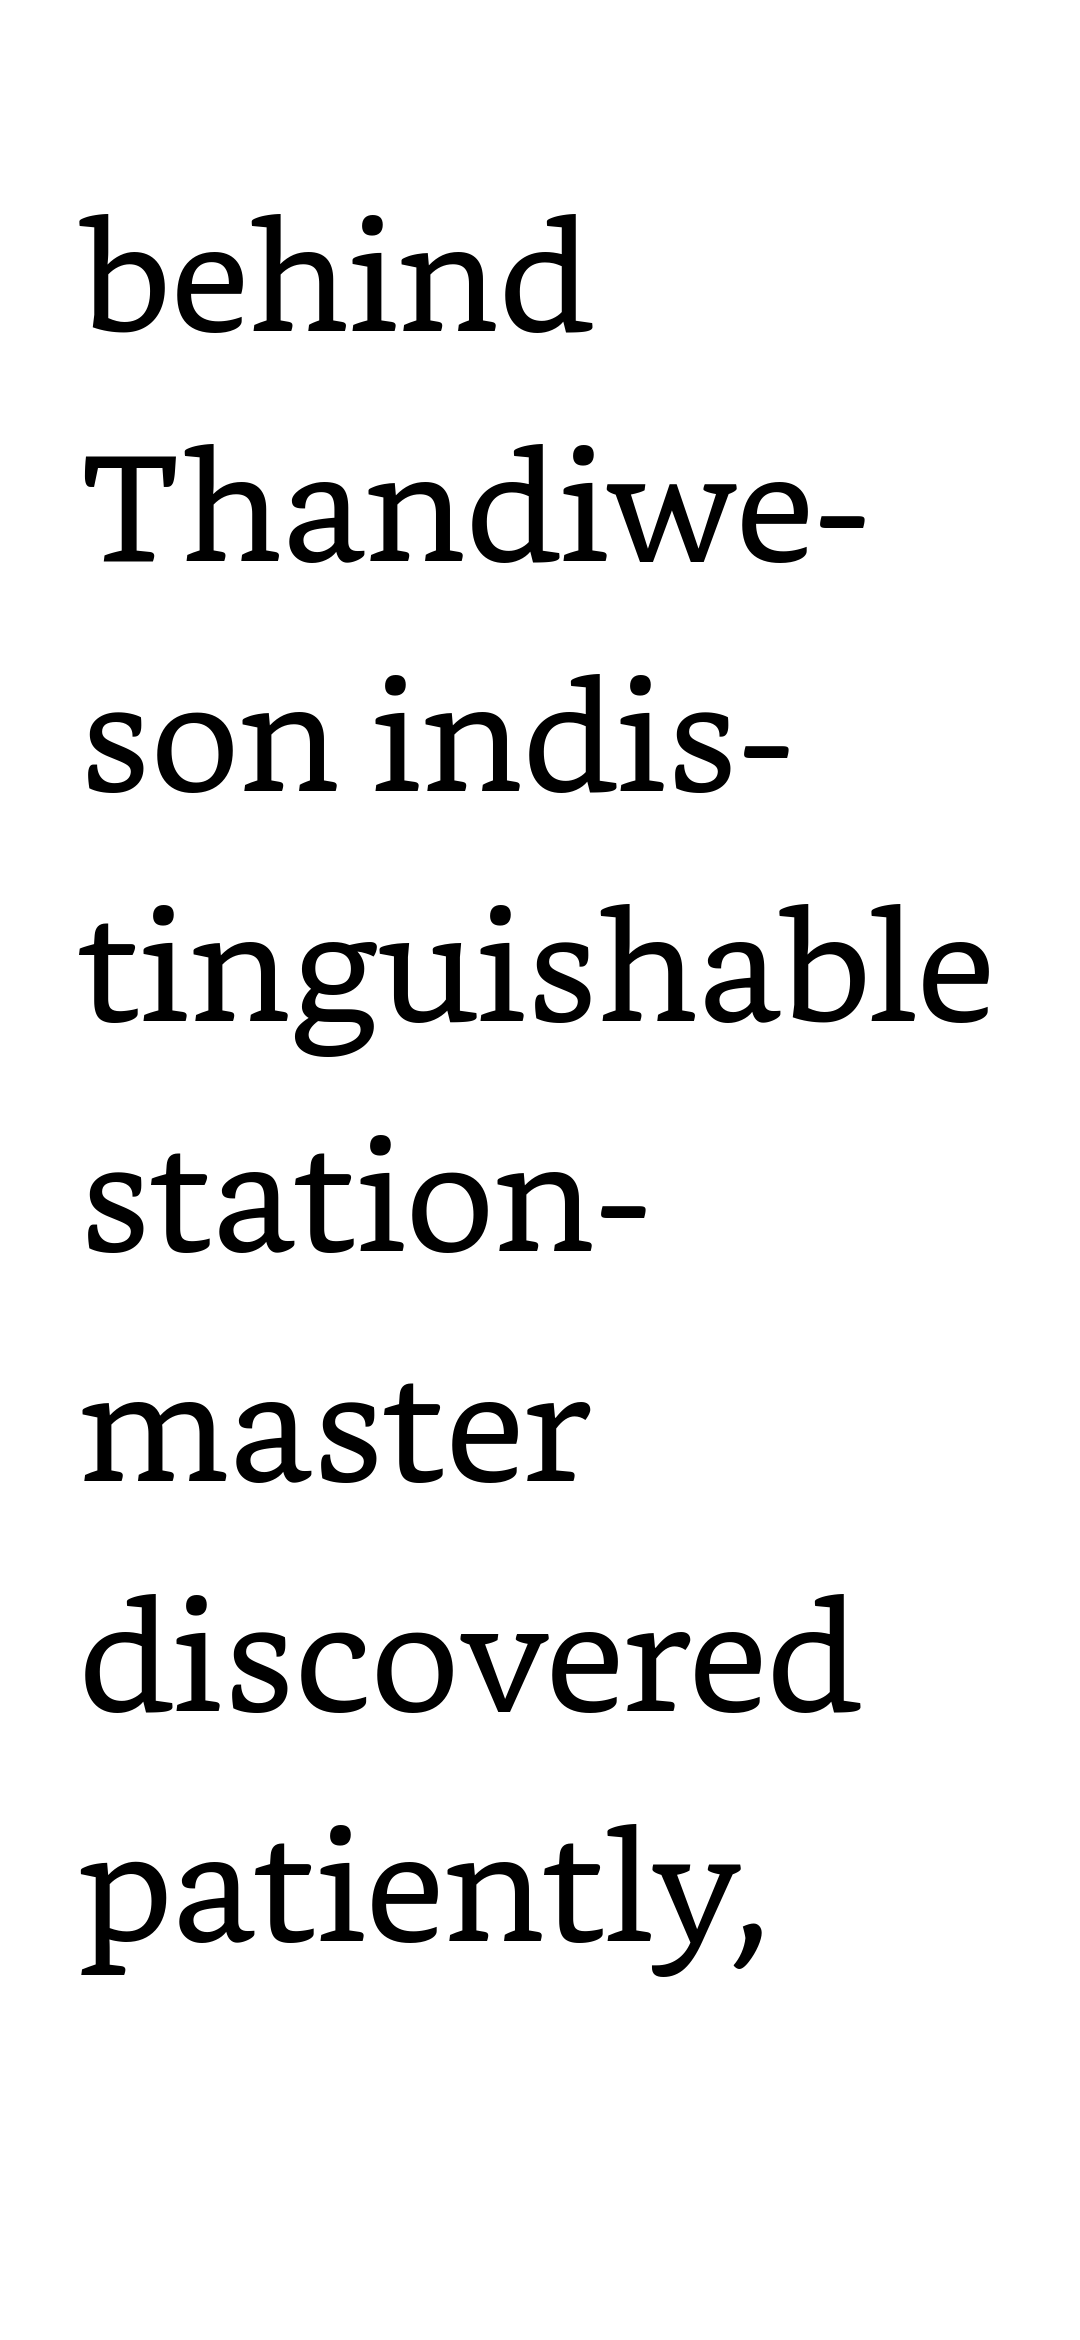 behind
Thandiwe-
son indis-
tinguishable
station-
master
discovered
patiently,